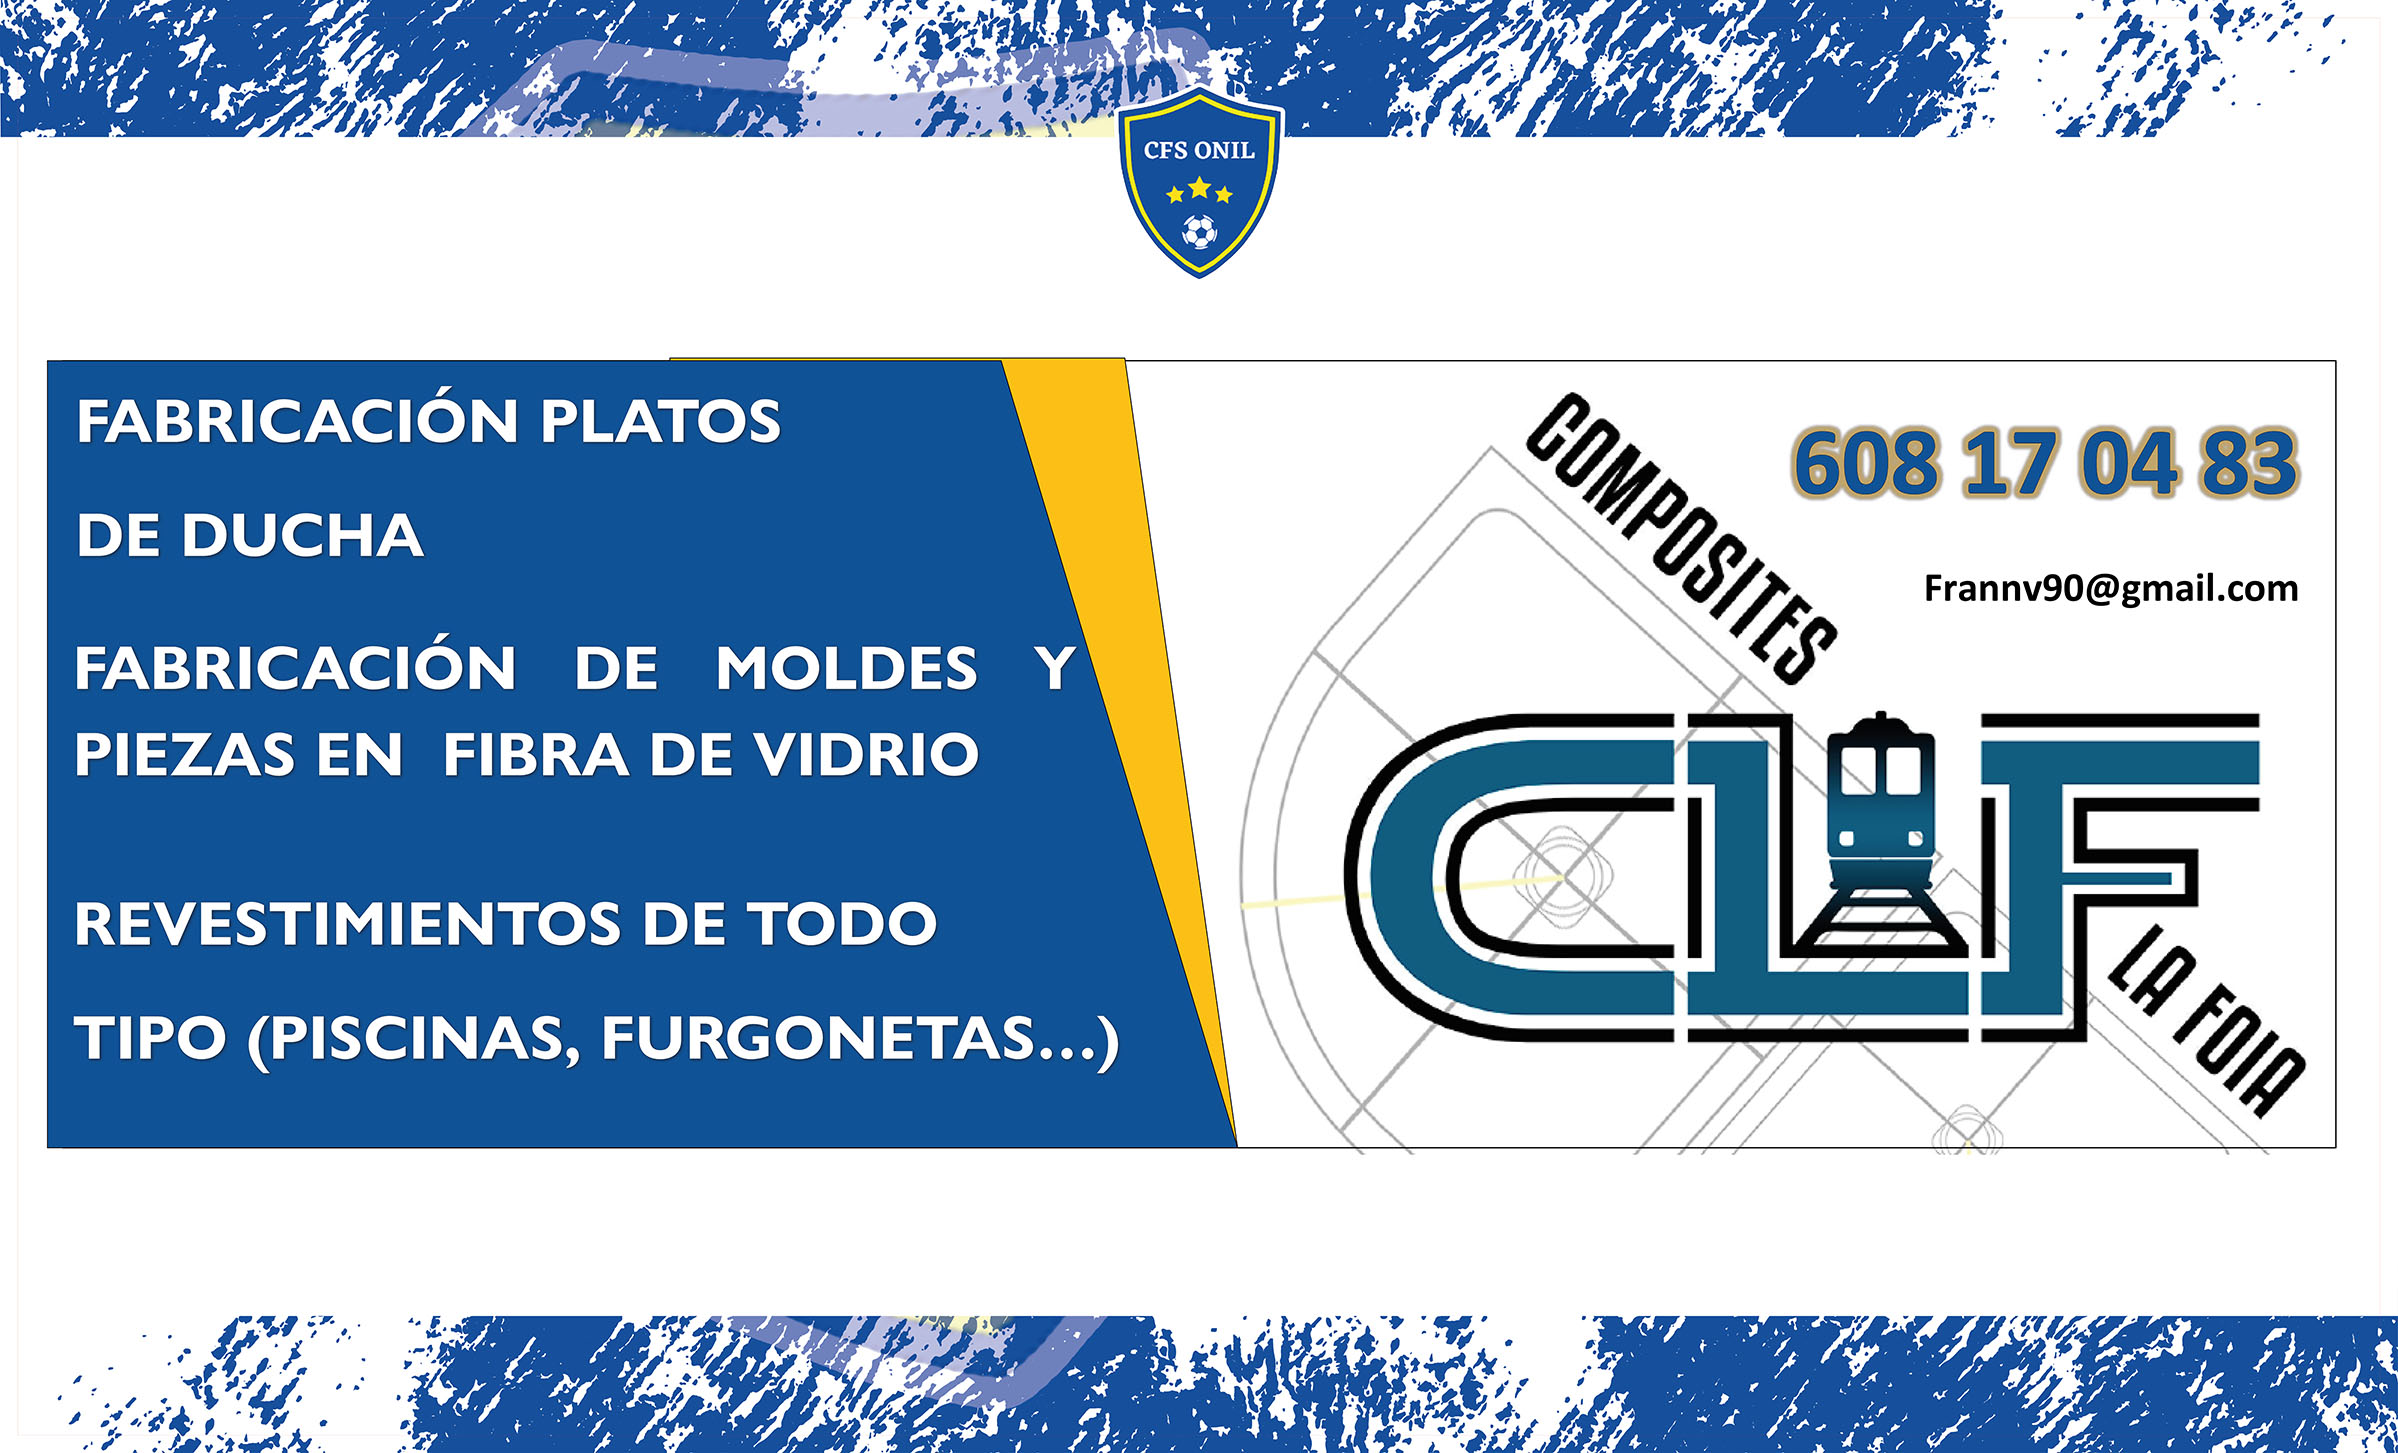 CFS ONIL
FABRICACIÓN PLATOS
DE DUCHA
FABRICACIÓN DE MOLDES Y
PIEZAS EN FIBRA DE VIDRIO
REVESTIMIENTOS DE TODO
TIPO (PISCINAS, FURGONETAS...)
COMPOSITES
608 17 04 83
Frannv90@gmail.com
CLF
LA FOIA